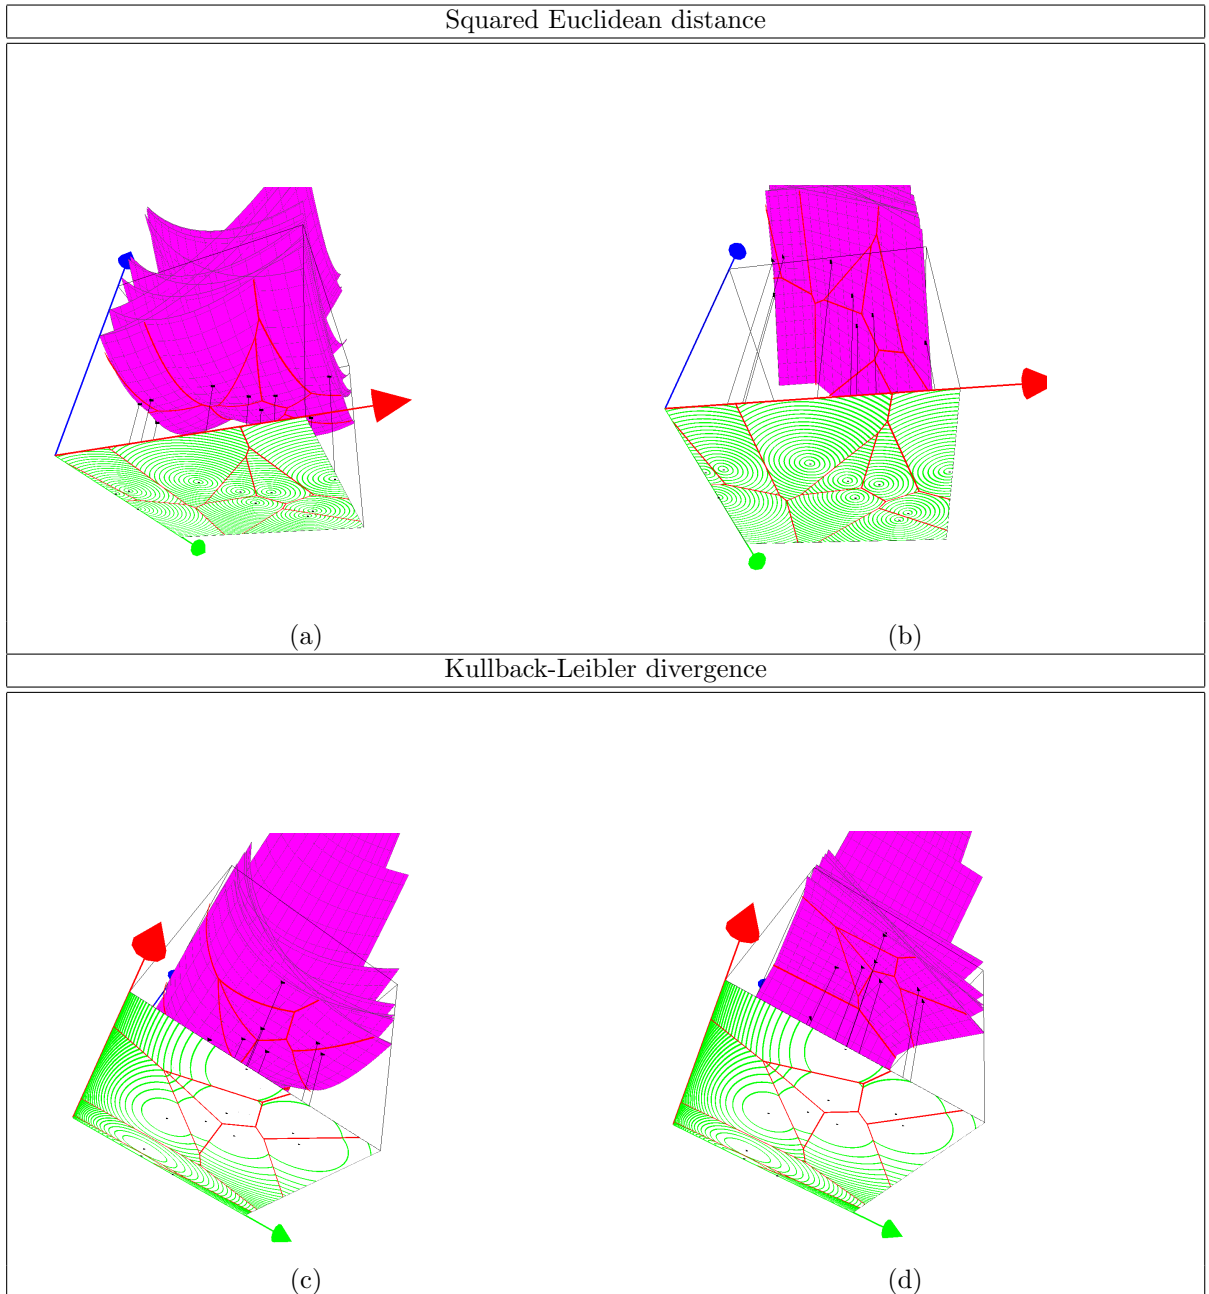 Squared Euclidean distance
(a)
(b)
Kullback-Leibler divergence
(c)
(d)